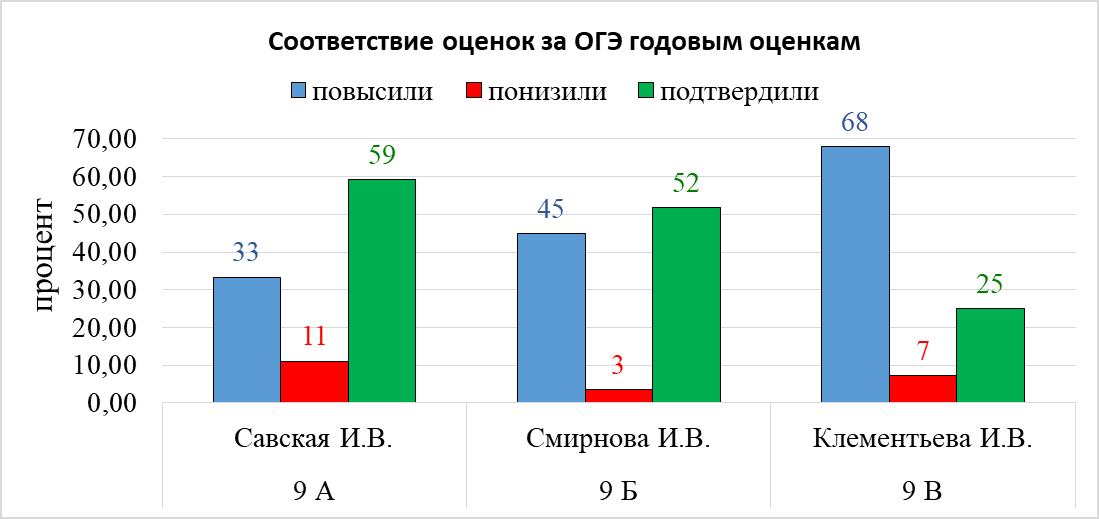 Соответствие оценок за ОГЭ годовым оценкам
повысили понизили подтвердили
процент
70,00
60,00
50,00
40,00
30,00
20,00
10,00
0,00
33 11 59 45 3 52 68 7 25
Савская И.В. Смирнова И.В. Клементьева И.В.
9 А 9 Б 9 В